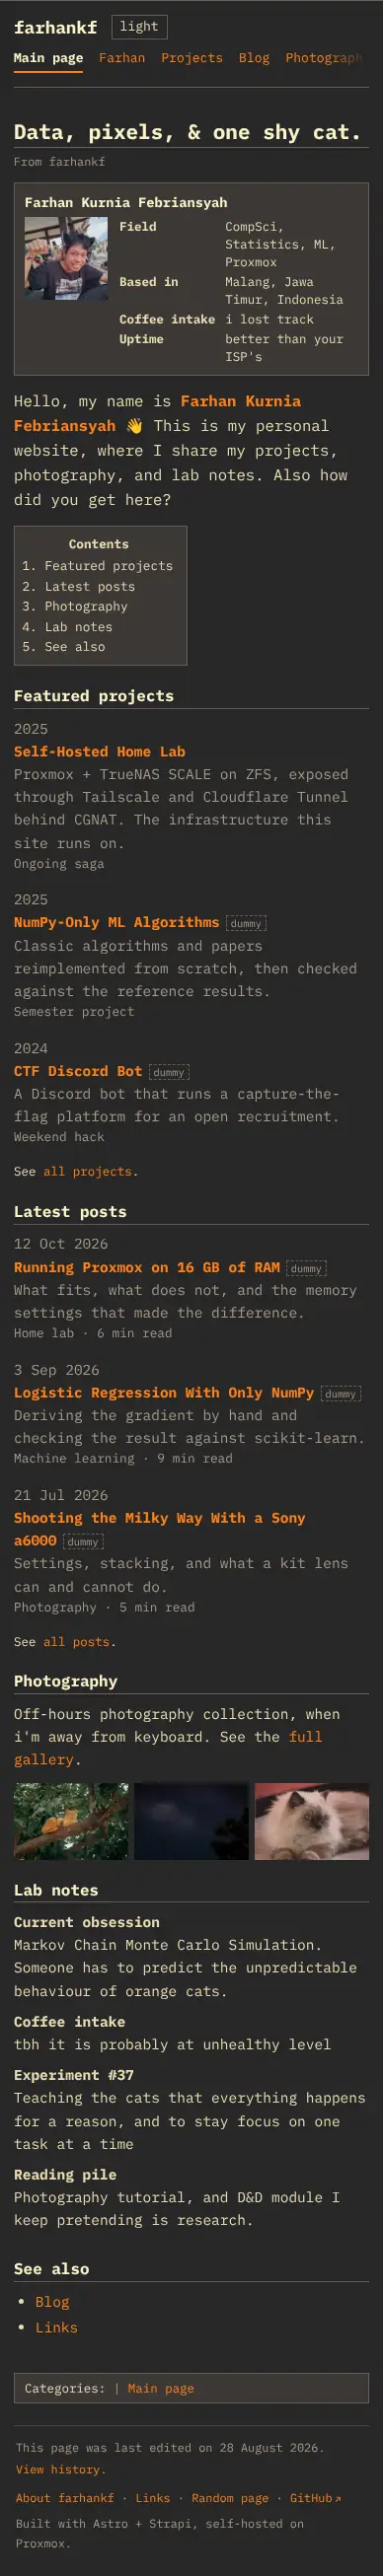 farhankf light
Main page Farhan Projects Blog Photograph
Data, pixels, & one shy cat.
From farhankf
Farhan Kurnia Febriansyah
Field CompSci,
Statistics, ML,
Proxmox
Based in Malang, Jawa
Timur, Indonesia
Coffee intake i lost track
Uptime better than your
ISP's
Hello, my name is Farhan Kurnia
Febriansyah 👋 This is my personal
website, where I share my projects,
photography, and lab notes. Also how
did you get here?
Contents
1. Featured projects
2. Latest posts
3. Photography
4. Lab notes
5. See also
Featured projects
2025
Self-Hosted Home Lab
Proxmox + TrueNAS SCALE on ZFS, exposed
through Tailscale and Cloudflare Tunnel
behind CGNAT. The infrastructure this
site runs on.
Ongoing saga
2025
NumPy-Only ML Algorithms dummy
Classic algorithms and papers
reimplemented from scratch, then checked
against the reference results.
Semester project
2024
CTF Discord Bot dummy
A Discord bot that runs a capture-the-
flag platform for an open recruitment.
Weekend hack
See all projects.
Latest posts
12 Oct 2026
Running Proxmox on 16 GB of RAM dummy
What fits, what does not, and the memory
settings that made the difference.
Home lab · 6 min read
3 Sep 2026
Logistic Regression With Only NumPy dummy
Deriving the gradient by hand and
checking the result against scikit-learn.
Machine learning · 9 min read
21 Jul 2026
Shooting the Milky Way With a Sony
a6000 dummy
Settings, stacking, and what a kit lens
can and cannot do.
Photography · 5 min read
See all posts.
Photography
Off-hours photography collection, when
i'm away from keyboard. See the full
gallery.
Lab notes
Current obsession
Markov Chain Monte Carlo Simulation.
Someone has to predict the unpredictable
behaviour of orange cats.
Coffee intake
tbh it is probably at unhealthy level
Experiment #37
Teaching the cats that everything happens
for a reason, and to stay focus on one
task at a time
Reading pile
Photography tutorial, and D&D module I
keep pretending is research.
See also
• Blog
• Links
Categories: | Main page
This page was last edited on 28 August 2026.
View history.
About farhankf · Links · Random page · GitHub↗
Built with Astro + Strapi, self-hosted on
Proxmox.